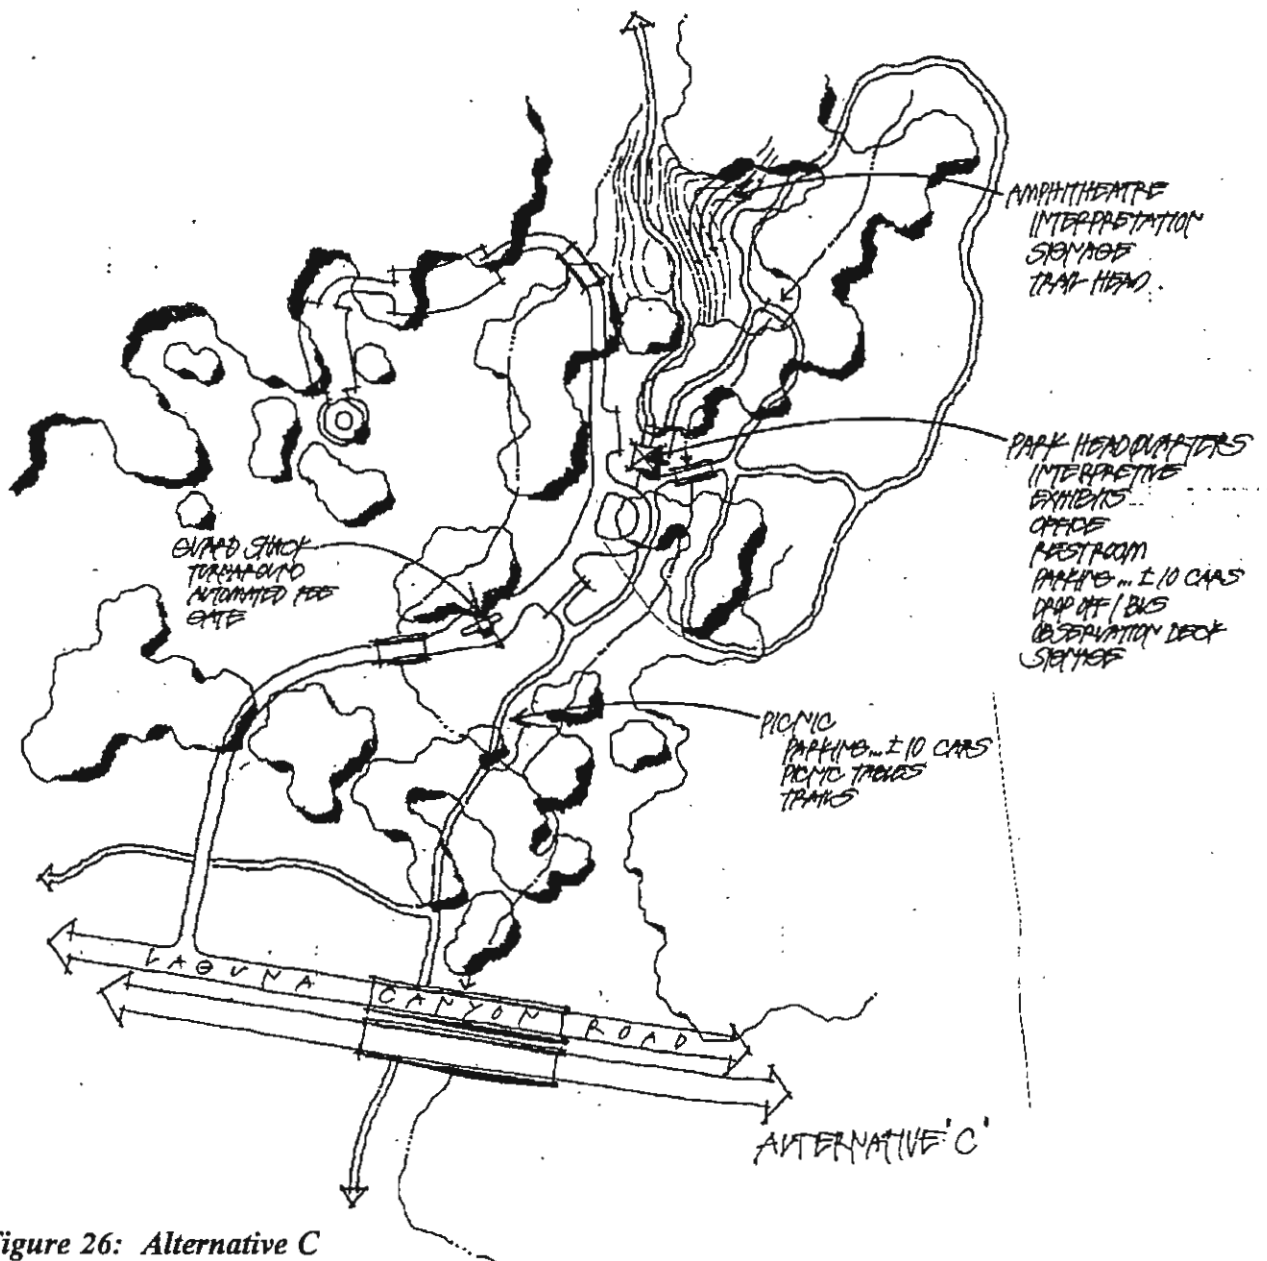 AMPHITHEATRE
INTERPRETATION
SIGNAGE
TRAIL HEAD
PARK HEADQUARTERS
INTERPRETIVE
EXHIBITS
OFFICE
RESTROOM
PARKING... ±10 CARS
DROP OFF / BUS
OBSERVATION DECK
SIGNAGE
GUARD SHACK
TURNAROUND
AUTOMATED FEE
GATE
PICNIC
PARKING... ±10 CARS
PICNIC TABLES
TRAILS
LAGUNA CANYON ROAD
ALTERNATIVE 'C'
igure 26: Alternative C